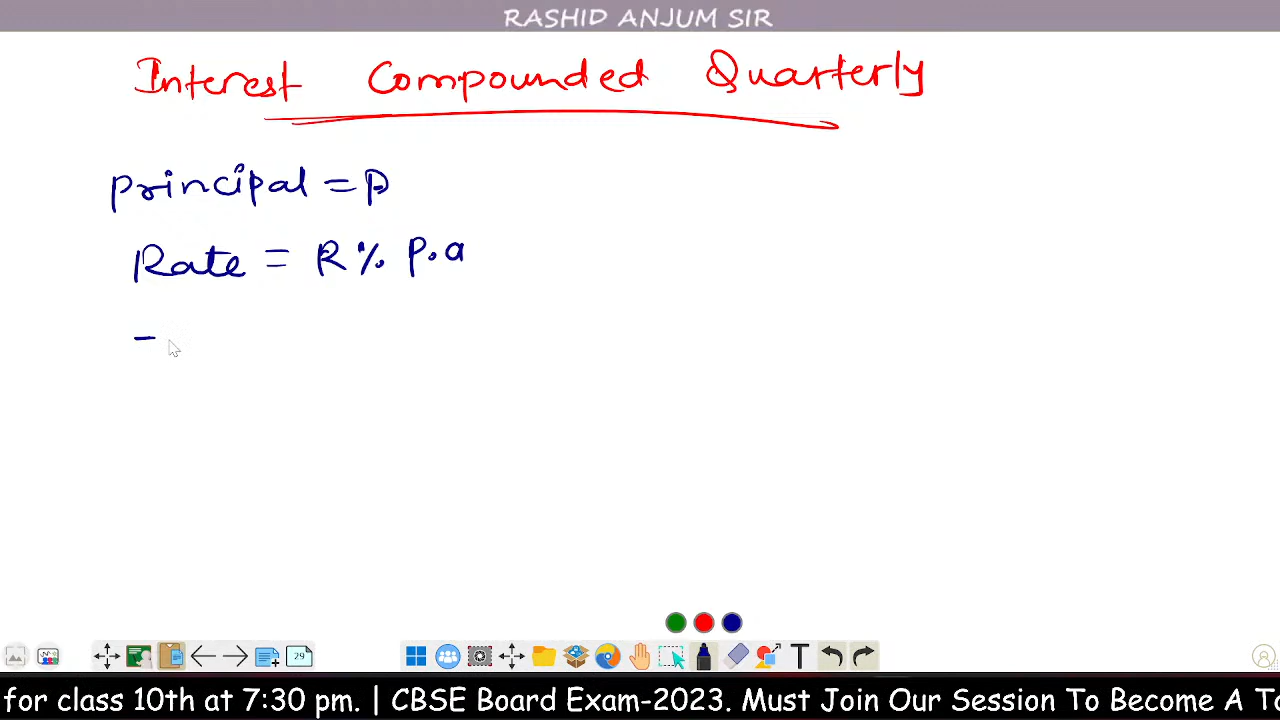 RASHID ANJUM SIR
Interest Compounded Quarterly
principal = P
Rate = R % P.a
29
for class 10th at 7:30 pm. | CBSE Board Exam-2023. Must Join Our Session To Become A To